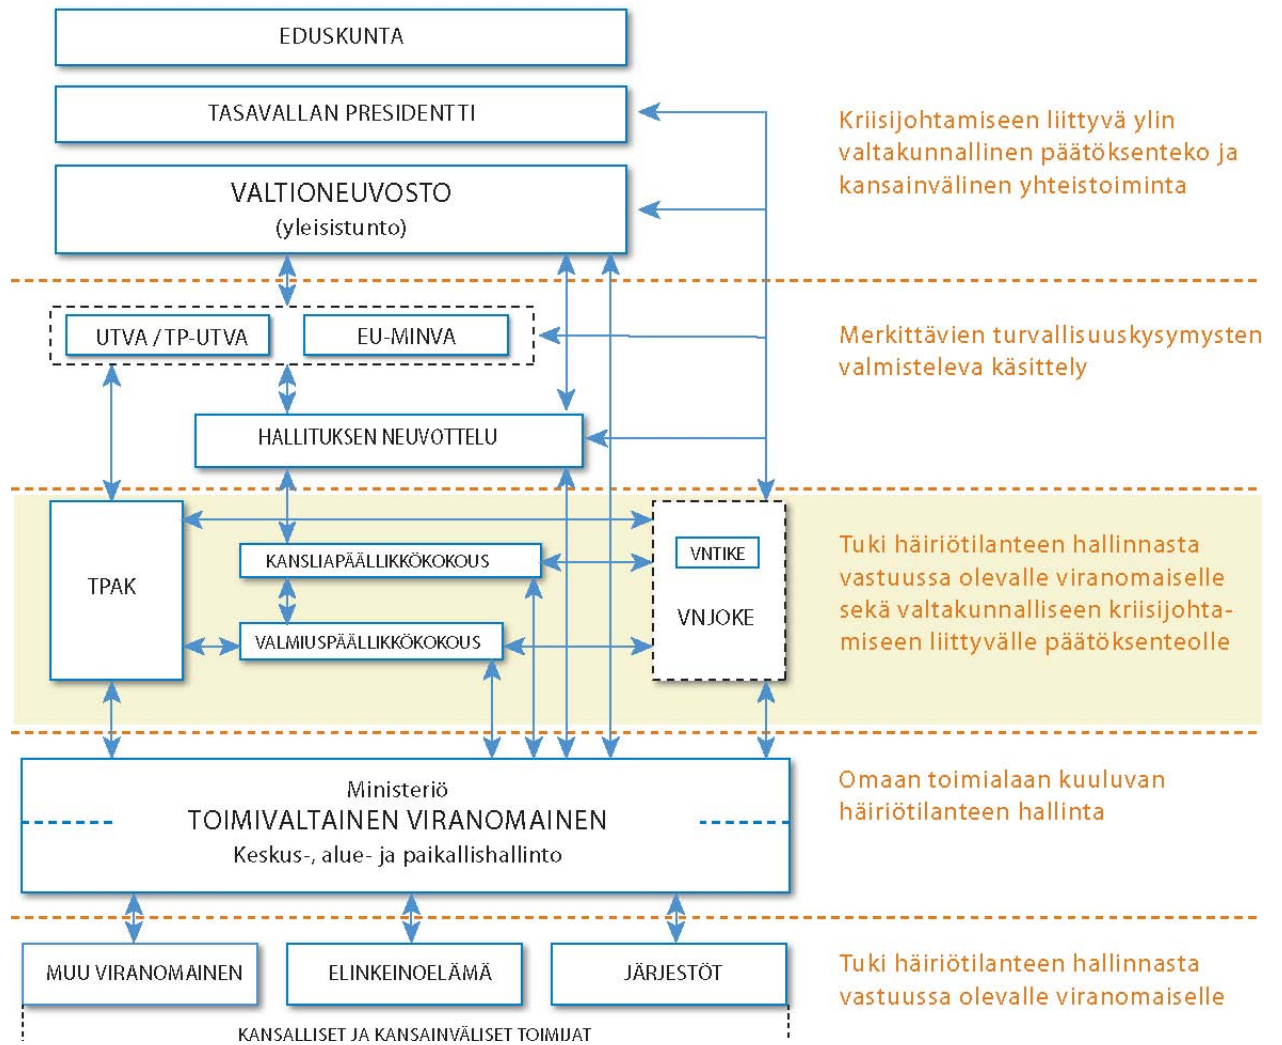 EDUSKUNTA
TASAVALLAN PRESIDENTTI
VALTIONEUVOSTO
(yleisistunto)
Kriisijohtamiseen liittyvä ylin
valtakunnallinen päätöksenteko ja
kansainvälinen yhteistoiminta
UTVA / TP-UTVA
EU-MINVA
HALLITUKSEN NEUVOTTELU
Merkittävien turvallisuuskysymysten
valmisteleva käsittely
TPAK
KANSLIAPÄÄLLIKKÖKOKOUS
VALMIUSPÄÄLLIKKÖKOKOUS
VNTIKE
VNJOKE
Tuki häiriötilanteen hallinnasta
vastuussa olevalle viranomaiselle
sekä valtakunnalliseen kriisijohta-
miseen liittyvälle päätöksenteolle
Ministeriö
TOIMIVALTAINEN VIRANOMAINEN
Keskus-, alue- ja paikallishallinto
Omaan toimialaan kuuluvan
häiriötilanteen hallinta
MUU VIRANOMAINEN
ELINKEINOELÄMÄ
JÄRJESTÖT
Tuki häiriötilanteen hallinnasta
vastuussa olevalle viranomaiselle
KANSALLISET JA KANSAINVÄLISET TOIMIJAT